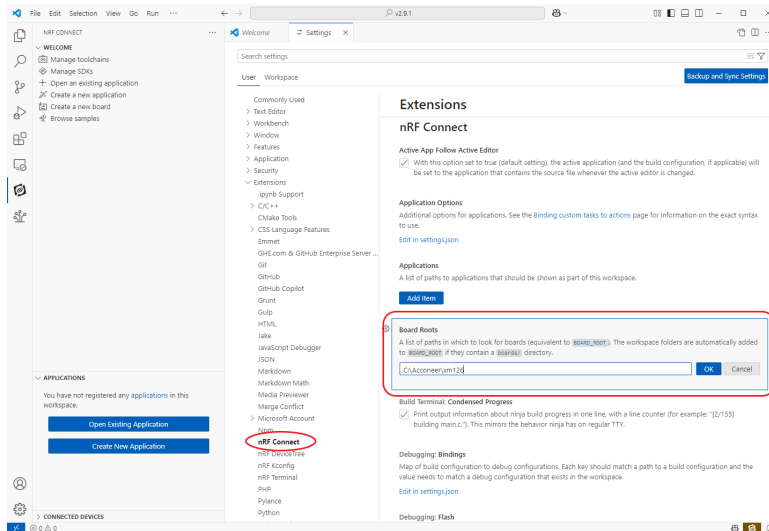 File Edit Selection View Go Run ...
v2.9.1
NRF CONNECT
WELCOME
Manage toolchains
Manage SDKs
Open an existing application
Create a new application
Create a new board
Browse samples
APPLICATIONS
You have not registered any applications in this
workspace.
Open Existing Application
Create New Application
CONNECTED DEVICES
0 0
Welcome
Settings
Search settings
User Workspace
Backup and Sync Settings
Commonly Used
Text Editor
Workbench
Window
Features
Application
Security
Extensions
.ipynb Support
C/C++
CMake Tools
CSS Language Features
Emmet
GHE.com & GitHub Enterprise Server ...
Git
GitHub
GitHub Copilot
Grunt
Gulp
HTML
Jake
JavaScript Debugger
JSON
Markdown
Markdown Math
Media Previewer
Merge Conflict
Microsoft Account
Npm
nRF Connect
nRF DeviceTree
nRF Kconfig
nRF Terminal
PHP
Pylance
Python
Extensions
nRF Connect
Active App Follow Active Editor
With this option set to true (default setting), the active application (and the build configuration, if applicable) will
be set to the application that contains the source file whenever the active editor is changed.
Application Options
Additional options for applications. See the Binding custom tasks to actions page for information on the exact syntax
to use.
Edit in settings.json
Applications
A list of paths to applications that should be shown as part of this workspace.
Add Item
Board Roots
A list of paths in which to look for boards (equivalent to BOARD_ROOT). The workspace folders are automatically added
to BOARD_ROOT if they contain a boards/ directory.
C:\Acconeer\xm126
OK Cancel
Build Terminal: Condensed Progress
Print output information about ninja build progress in one line, with a line counter (for example: "[2/155]
building main.c."). This mirrors the behavior ninja has on regular TTY.
Debugging: Bindings
Map of build configuration to debug configurations. Each key should match a path to a build configuration and the
value needs to match a debug configuration that exists in the workspace.
Edit in settings.json
Debugging: Flash